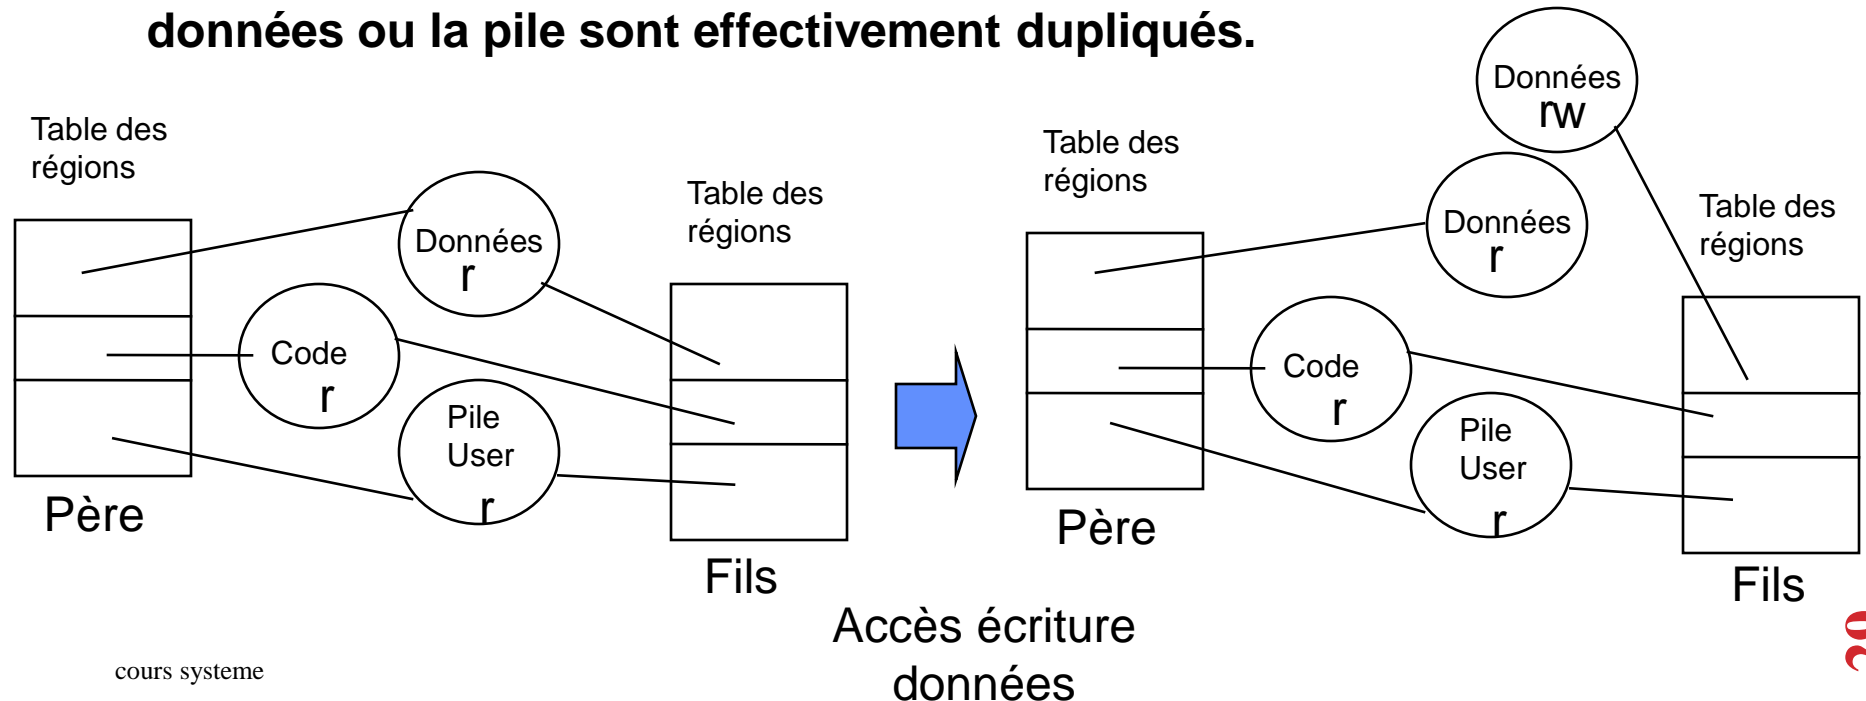 données ou la pile sont effectivement dupliqués.
Table des
régions
Données
r
Code
r
Pile
User
r
Père
Table des
régions
Fils
Accès écriture
données
Table des
régions
Données
rw
Données
r
Code
r
Pile
User
r
Père
Table des
régions
Fils
cours systeme